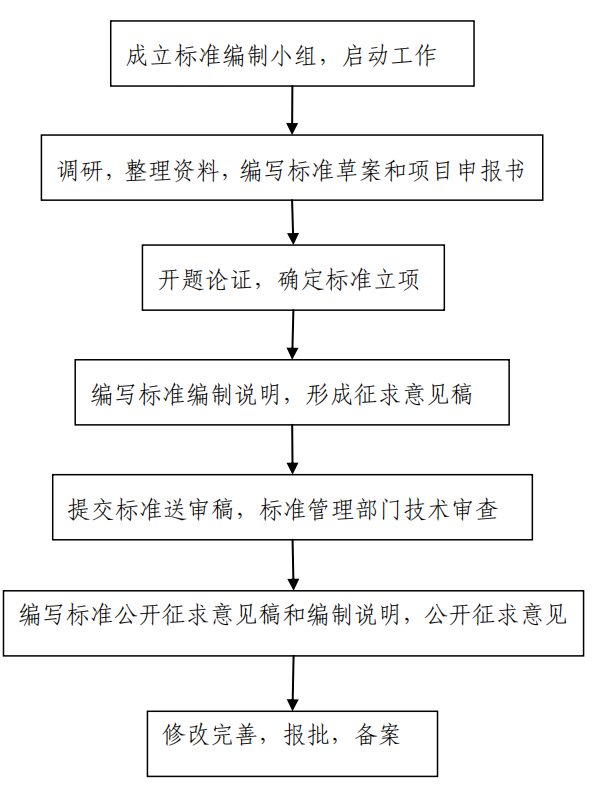 成立标准编制小组，启动工作
调研，整理资料，编写标准草案和项目申报书
开题论证，确定标准立项
编写标准编制说明，形成征求意见稿
提交标准送审稿，标准管理部门技术审查
编写标准公开征求意见稿和编制说明，公开征求意见
修改完善，报批，备案